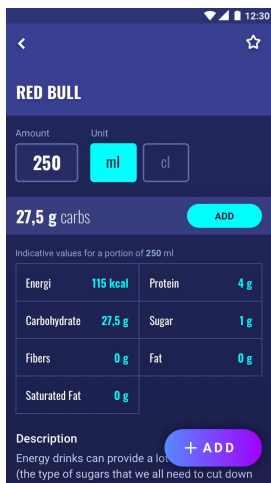 12:30
RED BULL
Amount Unit
250 ml cl
27,5 g carbs ADD
Indicative values for a portion of 250 ml
Energi 115 kcal Protein 4 g
Carbohydrate 27,5 g Sugar 1 g
Fibers 0 g Fat 0 g
Saturated Fat 0 g
Description
+ ADD
Energy drinks can provide a lot
(the type of sugars that we all need to cut down